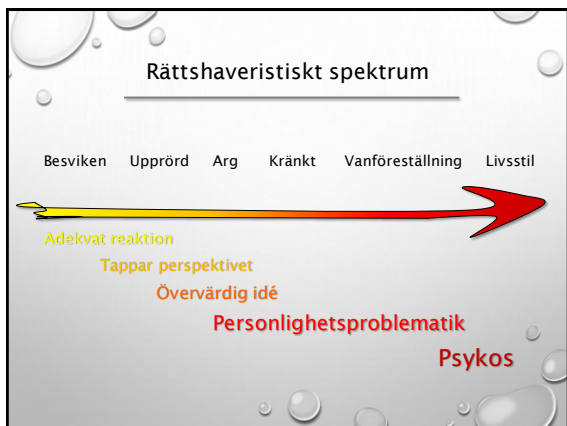 Rättshaveristiskt spektrum
Besviken Upprörd Arg Kränkt Vanföreställning Livsstil
Adekvat reaktion
Tappar perspektivet
Övervärdig idé
Personlighetsproblematik
Psykos